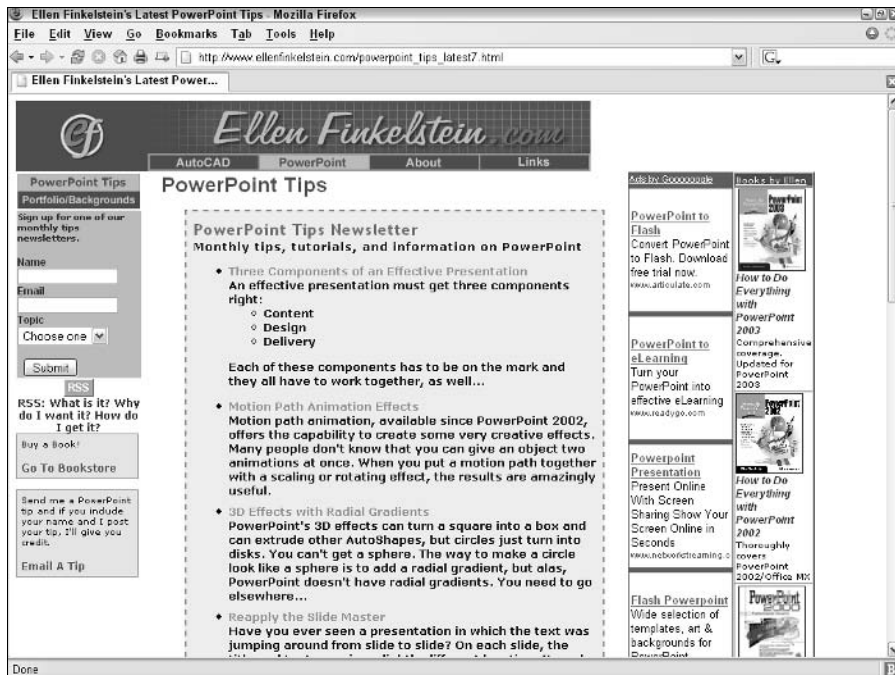 Ellen Finkelstein's Latest PowerPoint Tips - Mozilla Firefox
File Edit View Go Bookmarks Tab Tools Help
http://www.ellenfinkelstein.com/powerpoint_tips_latest7.html
G
Ellen Finkelstein's Latest Power...
Ellen Finkelstein.com
AutoCAD PowerPoint About Links
PowerPoint Tips
Portfolio/Backgrounds
Sign up for one of our
monthly tips
newsletters.
Name
Email
Topic
Choose one
Submit
RSS
RSS: What is it? Why
do I want it? How do
I get it?
Buy a Book!
Go To Bookstore
Send me a PowerPoint
tip and if you include
your name and I post
your tip, I'll give you
credit.
Email A Tip
PowerPoint Tips
PowerPoint Tips Newsletter
Monthly tips, tutorials, and information on PowerPoint
Three Components of an Effective Presentation
An effective presentation must get three components
right:
Content
Design
Delivery
Each of these components has to be on the mark and
they all have to work together, as well...
Motion Path Animation Effects
Motion path animation, available since PowerPoint 2002,
offers the capability to create some very creative effects.
Many people don't know that you can give an object two
animations at once. When you put a motion path together
with a scaling or rotating effect, the results are amazingly
useful.
3D Effects with Radial Gradients
PowerPoint's 3D effects can turn a square into a box and
can extrude other AutoShapes, but circles just turn into
disks. You can't get a sphere. The way to make a circle
look like a sphere is to add a radial gradient, but alas,
PowerPoint doesn't have radial gradients. You need to go
elsewhere...
Reapply the Slide Master
Have you ever seen a presentation in which the text was
jumping around from slide to slide? On each slide, the
Ads by Goooooogle
PowerPoint to
Flash
Convert PowerPoint
to Flash. Download
free trial now.
www.articulate.com
PowerPoint to
eLearning
Turn your
PowerPoint into
effective eLearning
www.readygo.com
Powerpoint
Presentation
Present Online
With Screen
Sharing Show Your
Screen Online in
Seconds
www.networkstreaming.c
Flash Powerpoint
Wide selection of
templates, art &
backgrounds for
PowerPoint
Books by Ellen
PowerPoint
2003
How to Do
Everything
with
PowerPoint
2003
Comprehensive
coverage.
Updated for
PowerPoint
2003
PowerPoint
2002
How to Do
Everything
with
PowerPoint
2002
Thoroughly
covers
PowerPoint
2002/Office MX
PowerPoint
2000
Done